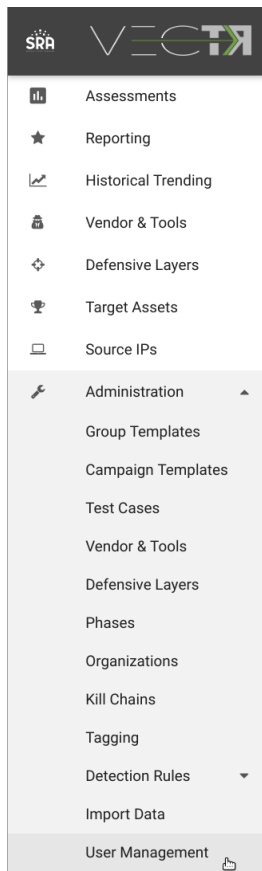 SRA VECTR
Assessments
Reporting
Historical Trending
Vendor & Tools
Defensive Layers
Target Assets
Source IPs
Administration
Group Templates
Campaign Templates
Test Cases
Vendor & Tools
Defensive Layers
Phases
Organizations
Kill Chains
Tagging
Detection Rules
Import Data
User Management